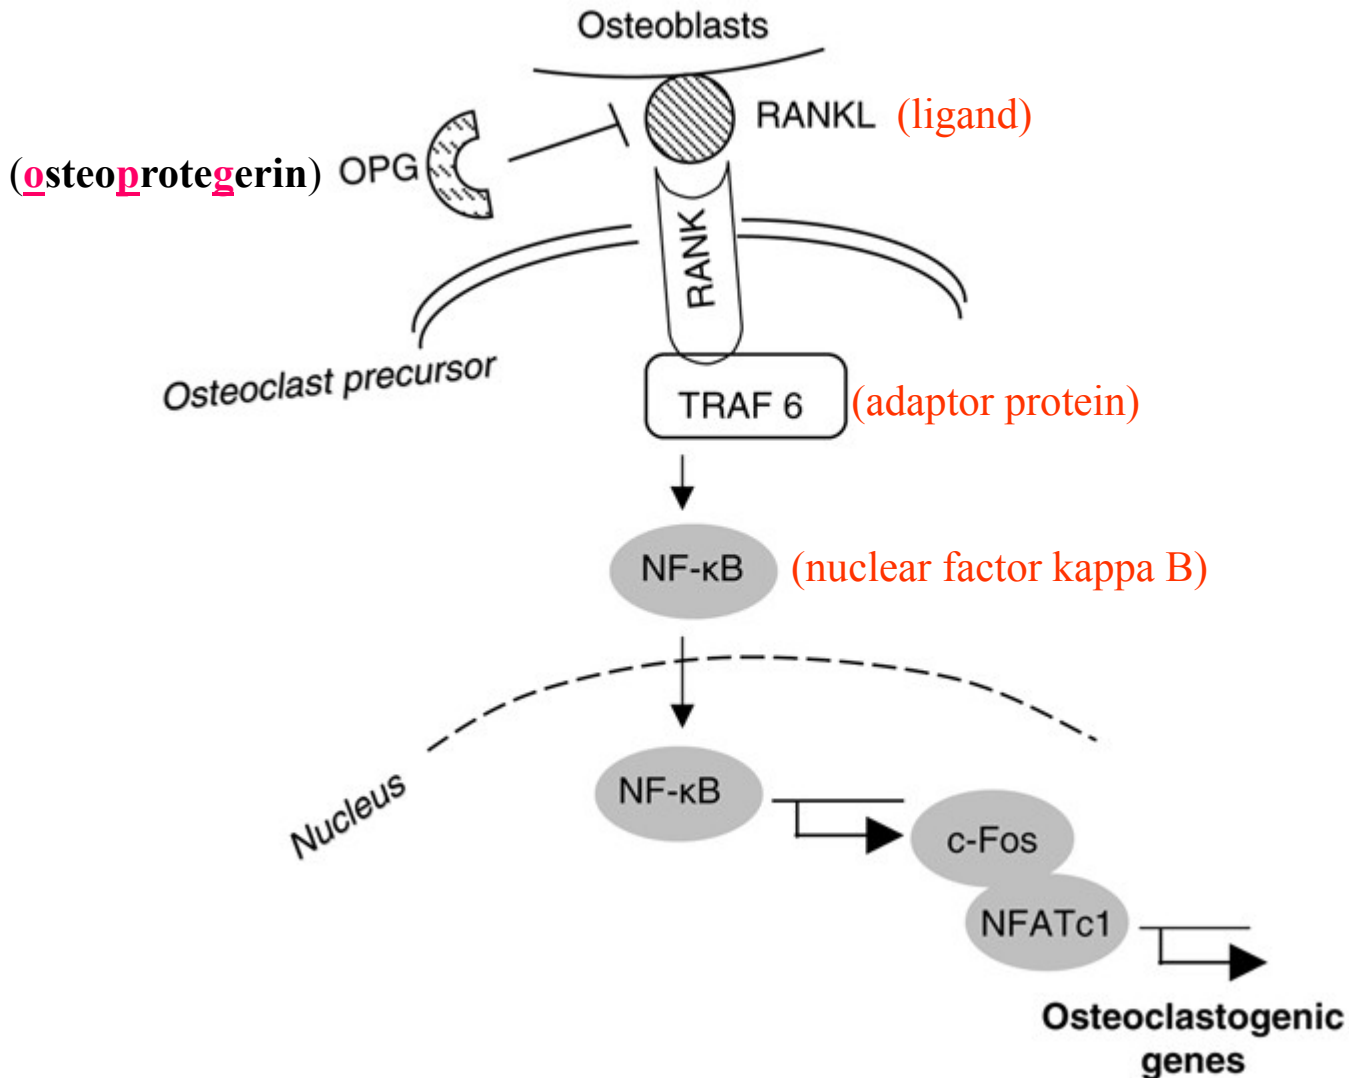 Osteoblasts
RANKL (ligand)
(osteoprotegerin) OPG
RANK
Osteoclast precursor
TRAF 6 (adaptor protein)
NF-κB (nuclear factor kappa B)
Nucleus
NF-κB
c-Fos
NFATc1
Osteoclastogenic
genes